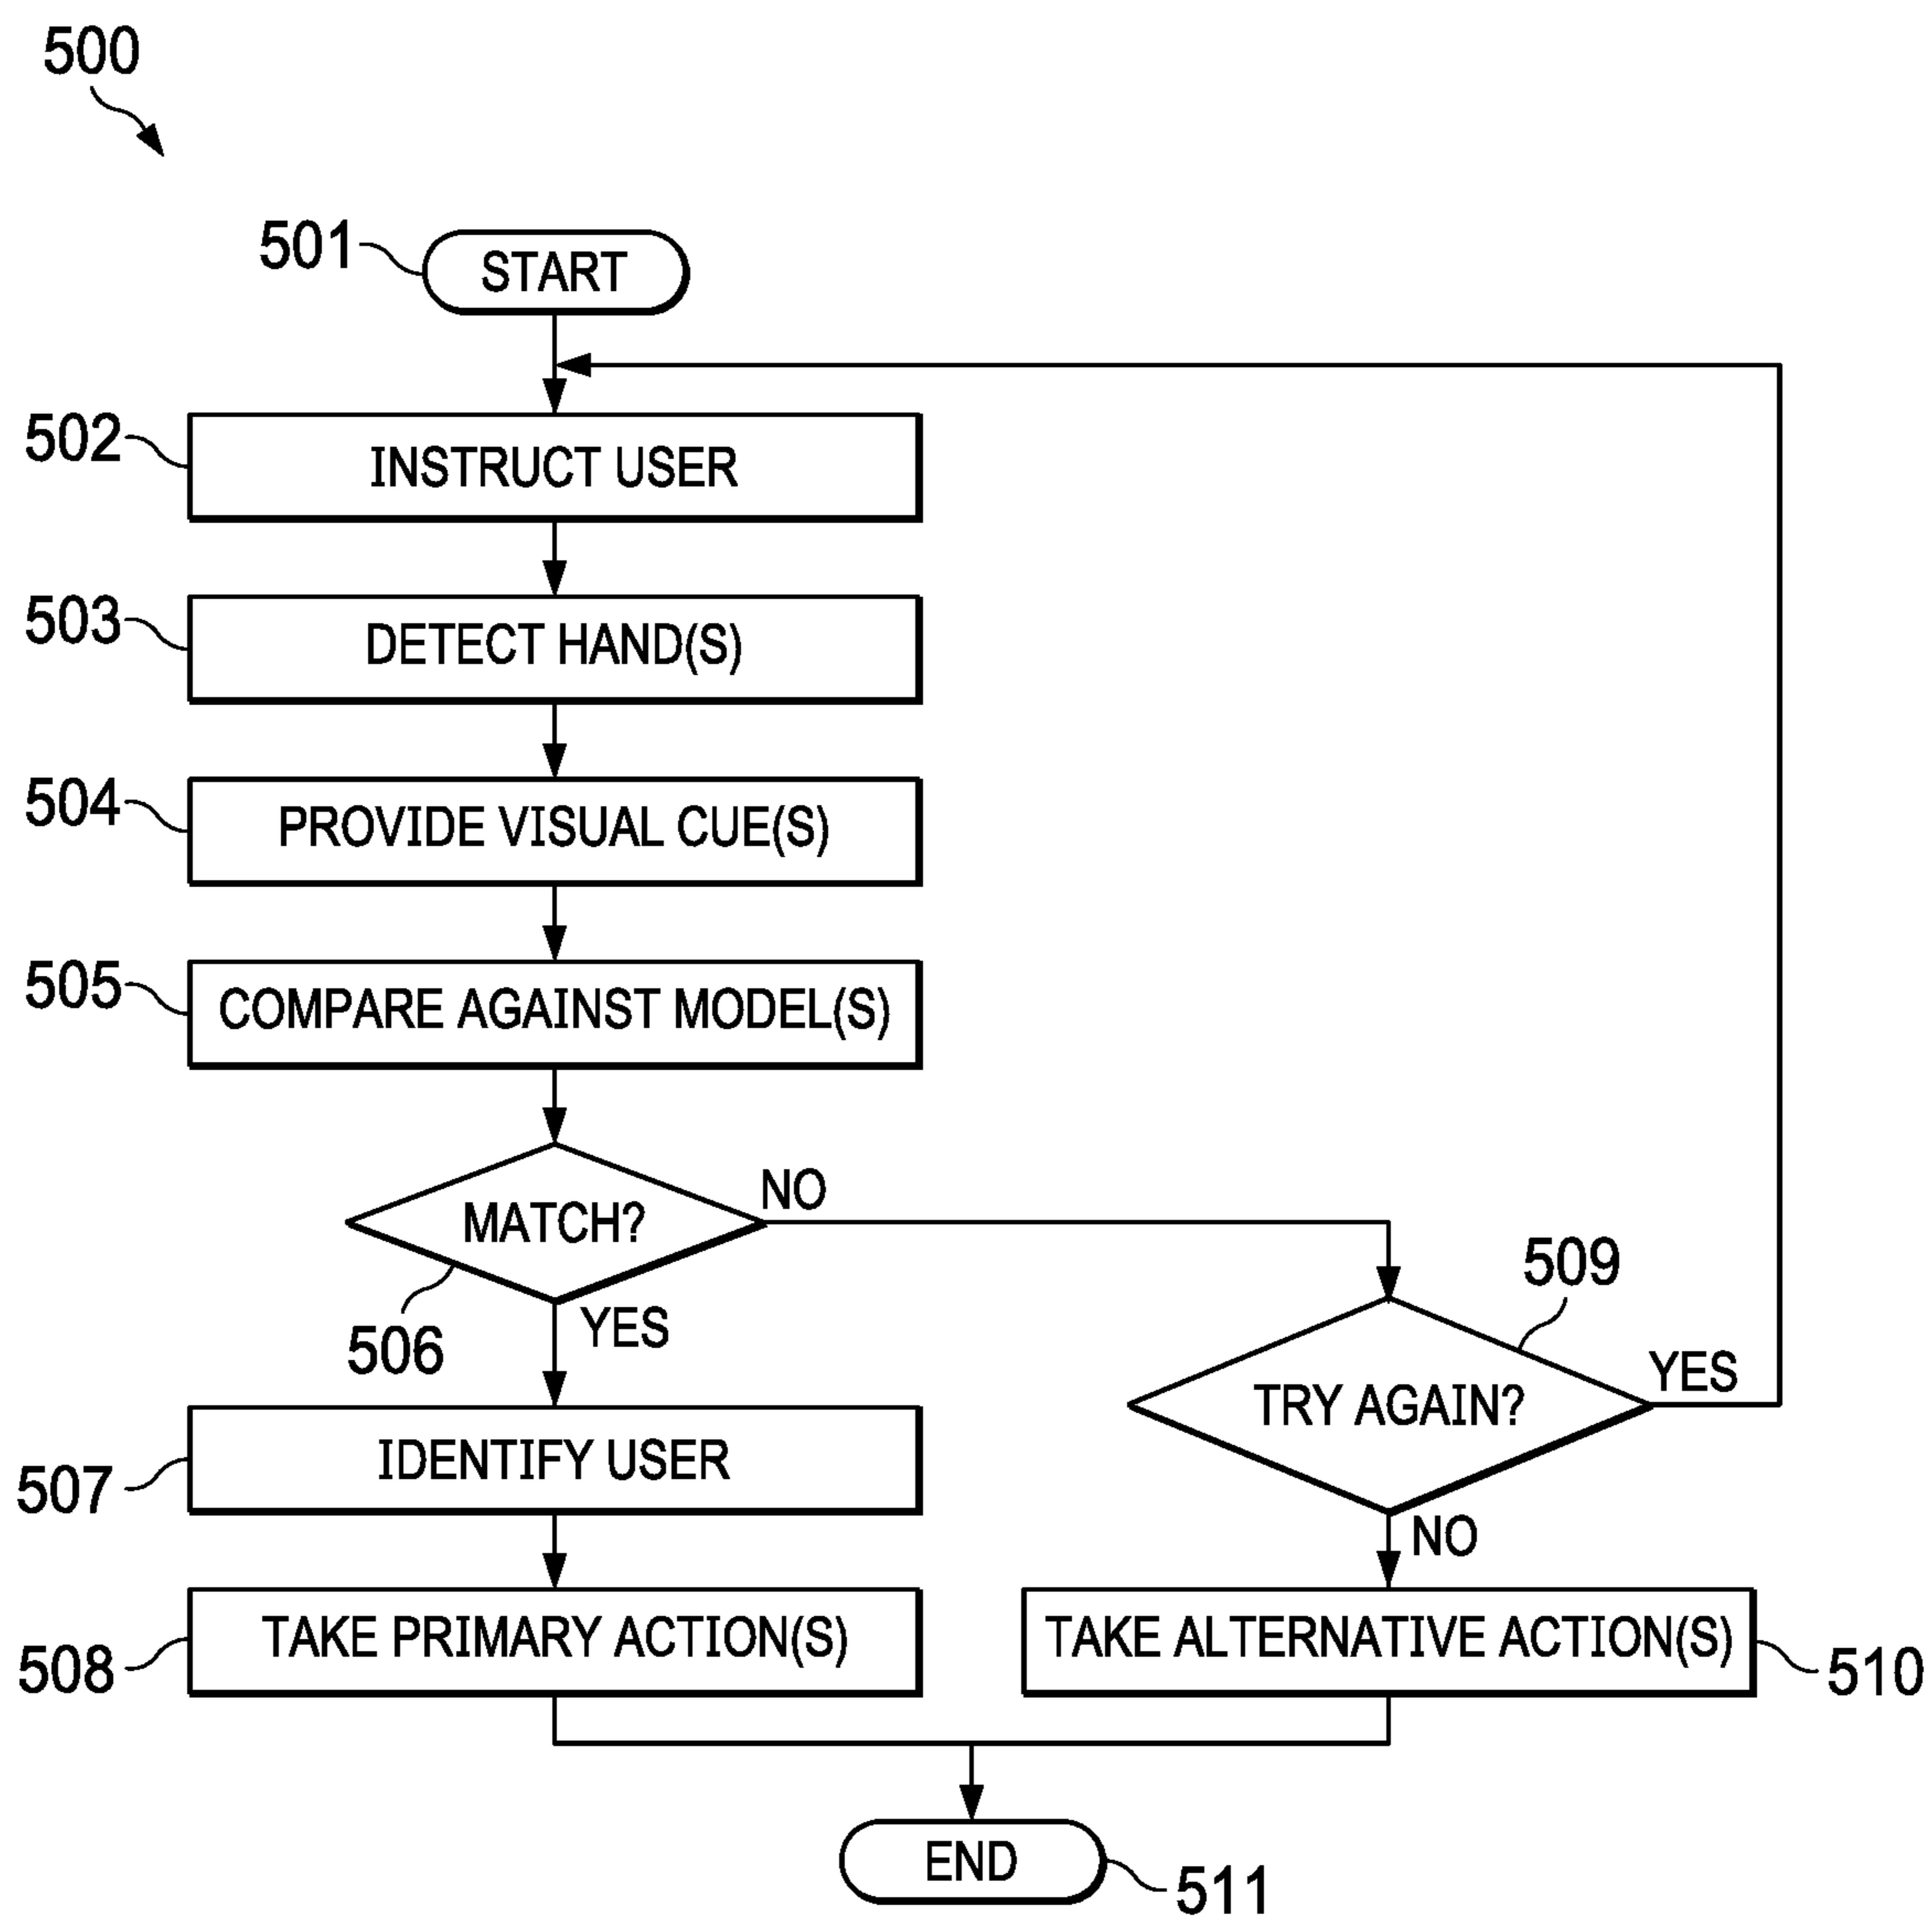 500
501
START
502
INSTRUCT USER
503
DETECT HAND(S)
504
PROVIDE VISUAL CUE(S)
505
COMPARE AGAINST MODEL(S)
MATCH?
NO
506
YES
509
TRY AGAIN?
YES
507
IDENTIFY USER
NO
508
TAKE PRIMARY ACTION(S)
TAKE ALTERNATIVE ACTION(S)
510
END
511